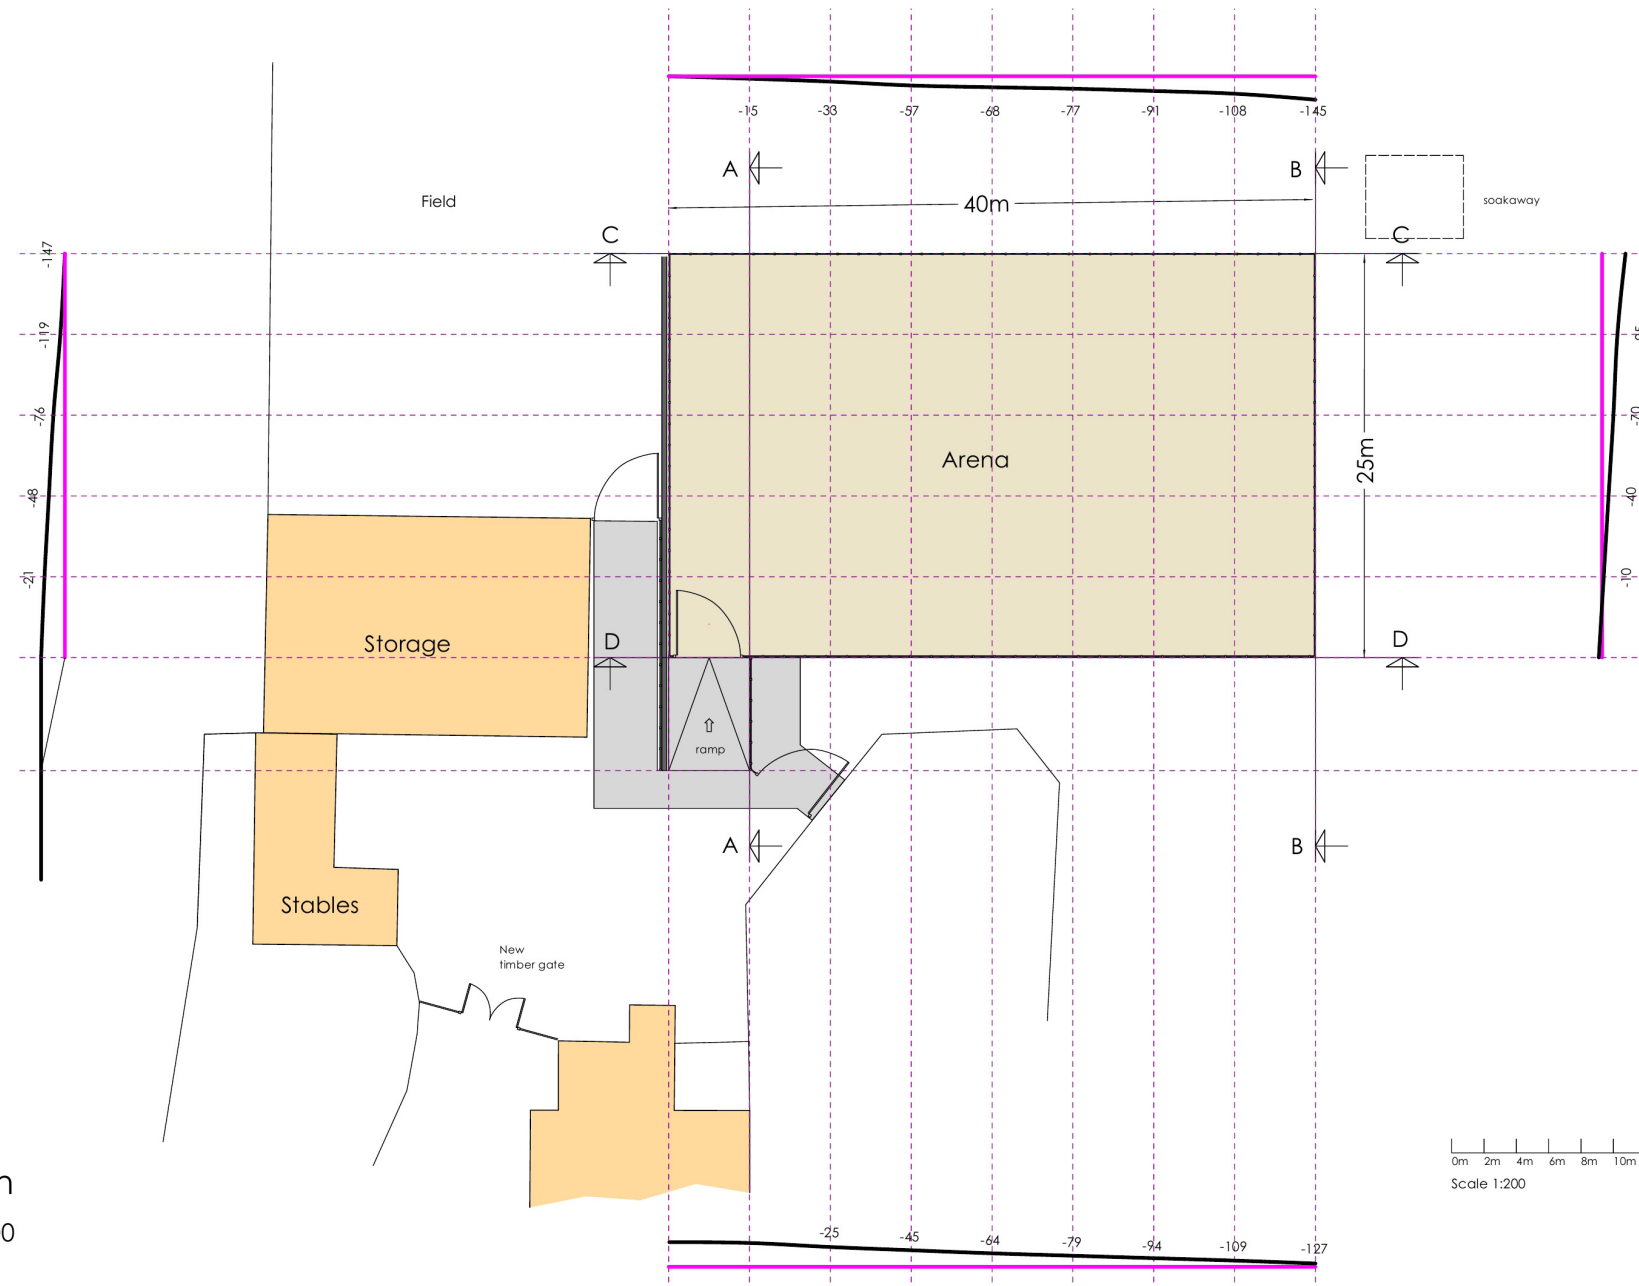 -15 -33 -57 -68 -77 -91 -108 -145
A B
40m
Field soakaway
C C
-147
-119
-76
-48
-21
25m
Arena
-70
-40
-10
D D
Storage
ramp
A B
Stables
New
timber gate
0m 2m 4m 6m 8m 10m
Scale 1:200
-25 -45 -64 -79 -94 -109 -127